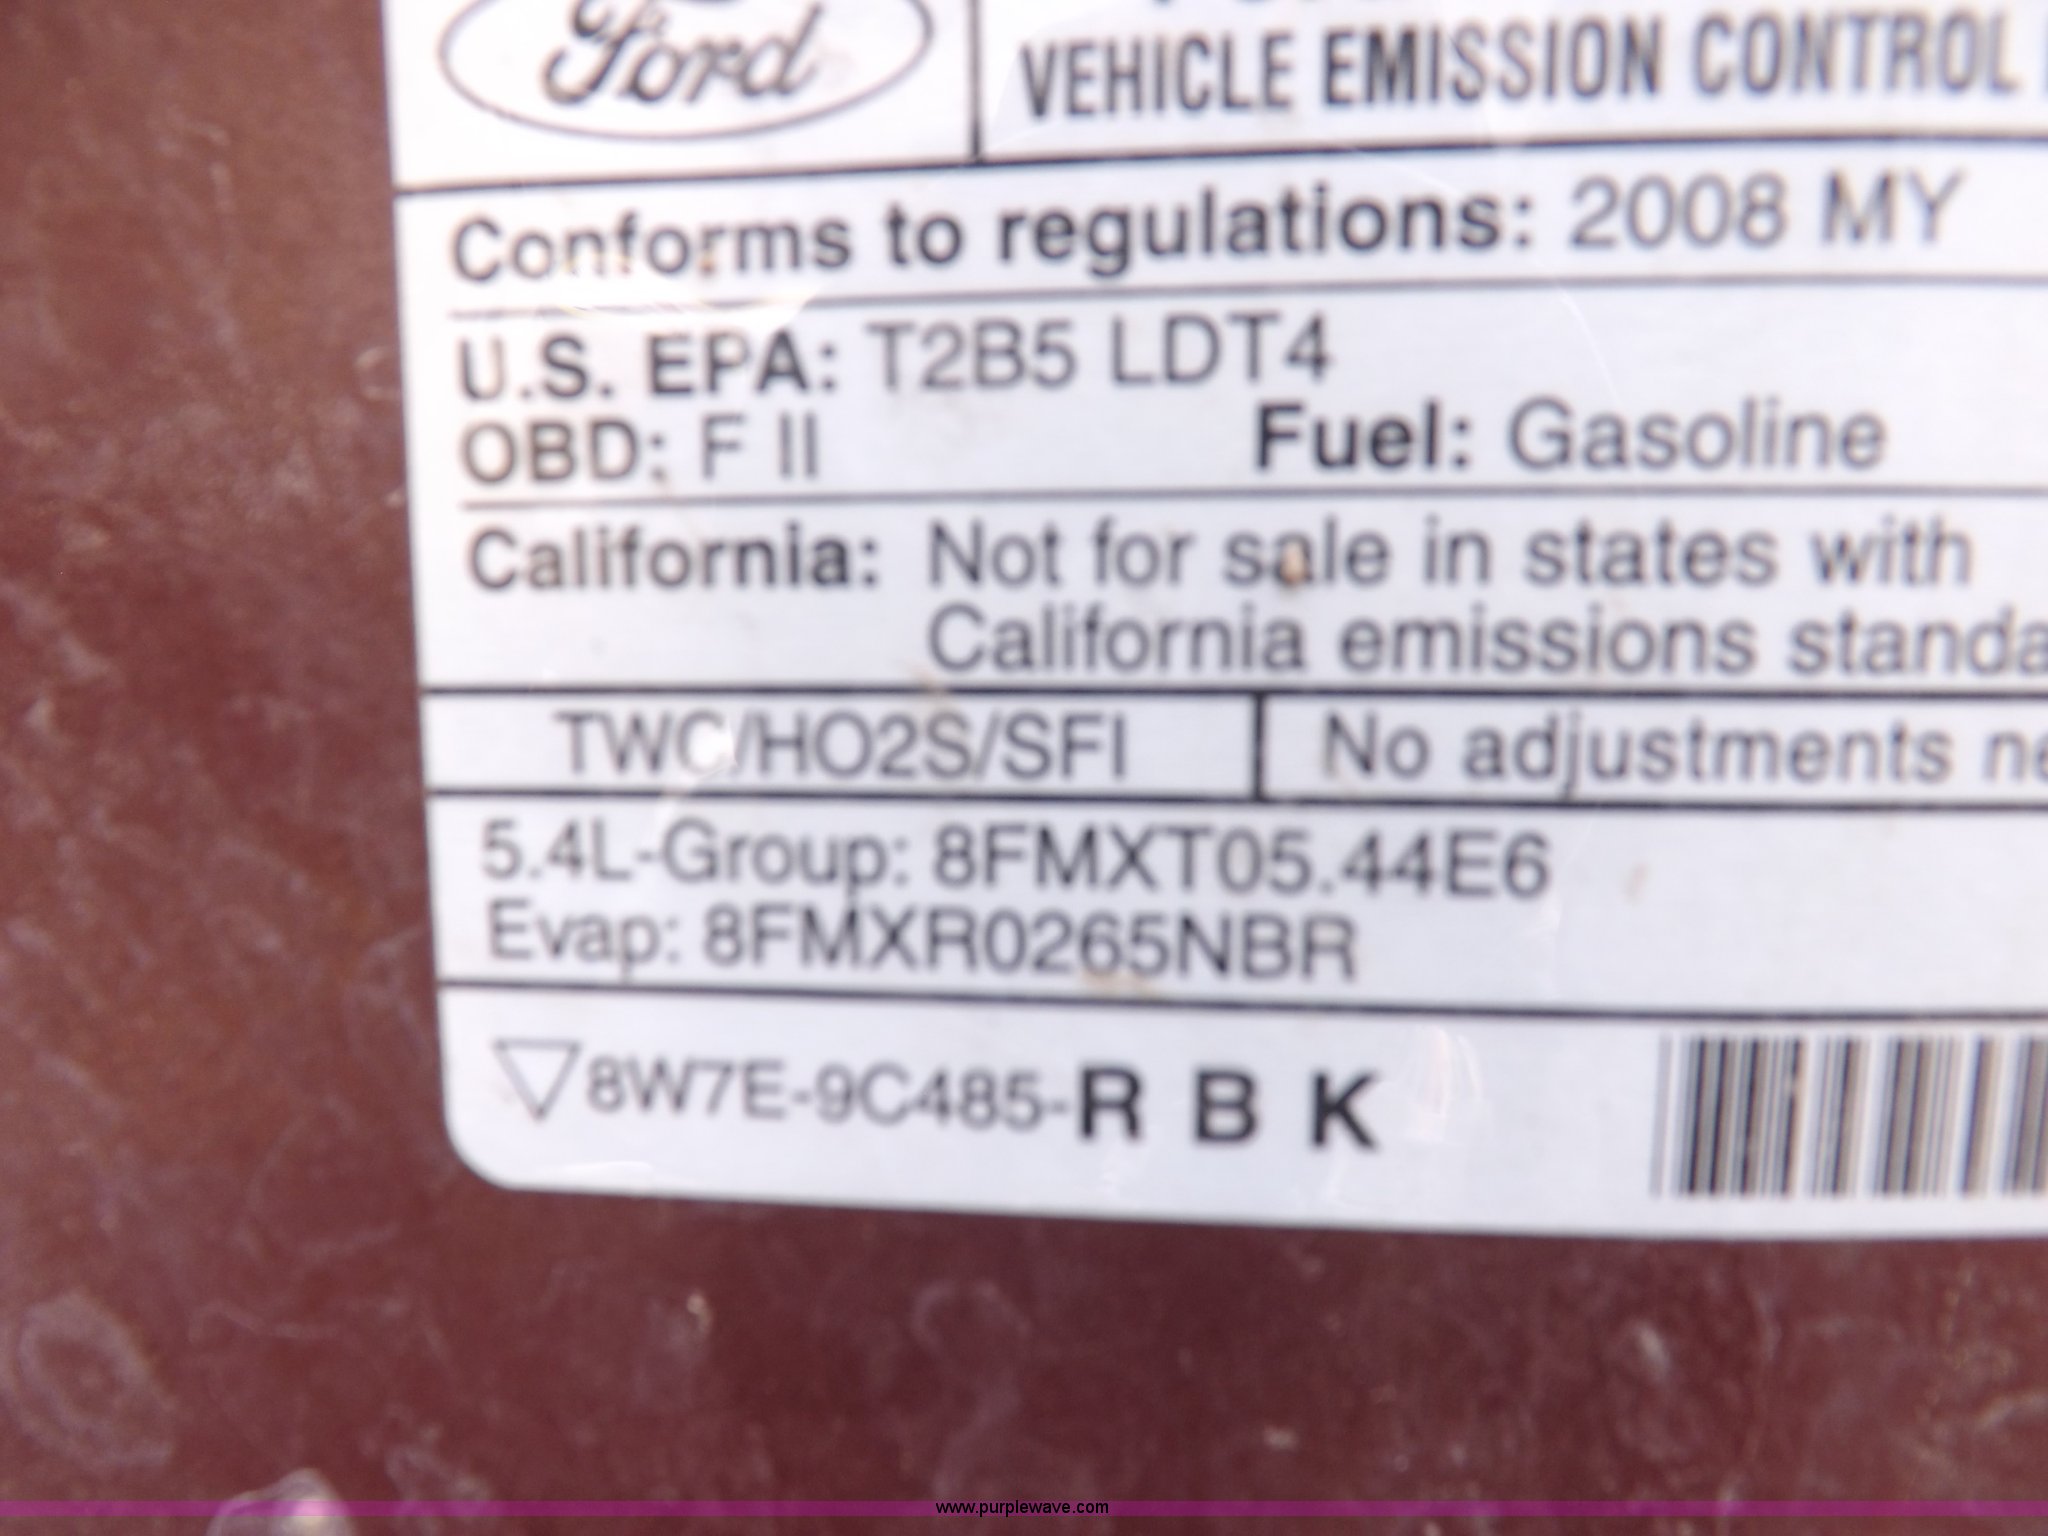 Ford
VEHICLE EMISSION CONTROL
Conforms to regulations: 2008 MY
U.S. EPA: T2B5 LDT4
OBD: F II Fuel: Gasoline
California: Not for sale in states with
California emissions standa
TWC/HO2S/SFI No adjustments ne
5.4L-Group: 8FMXT05.44E6
Evap: 8FMXR0265NBR
8W7E-9C485-R B K
www.purplewave.com